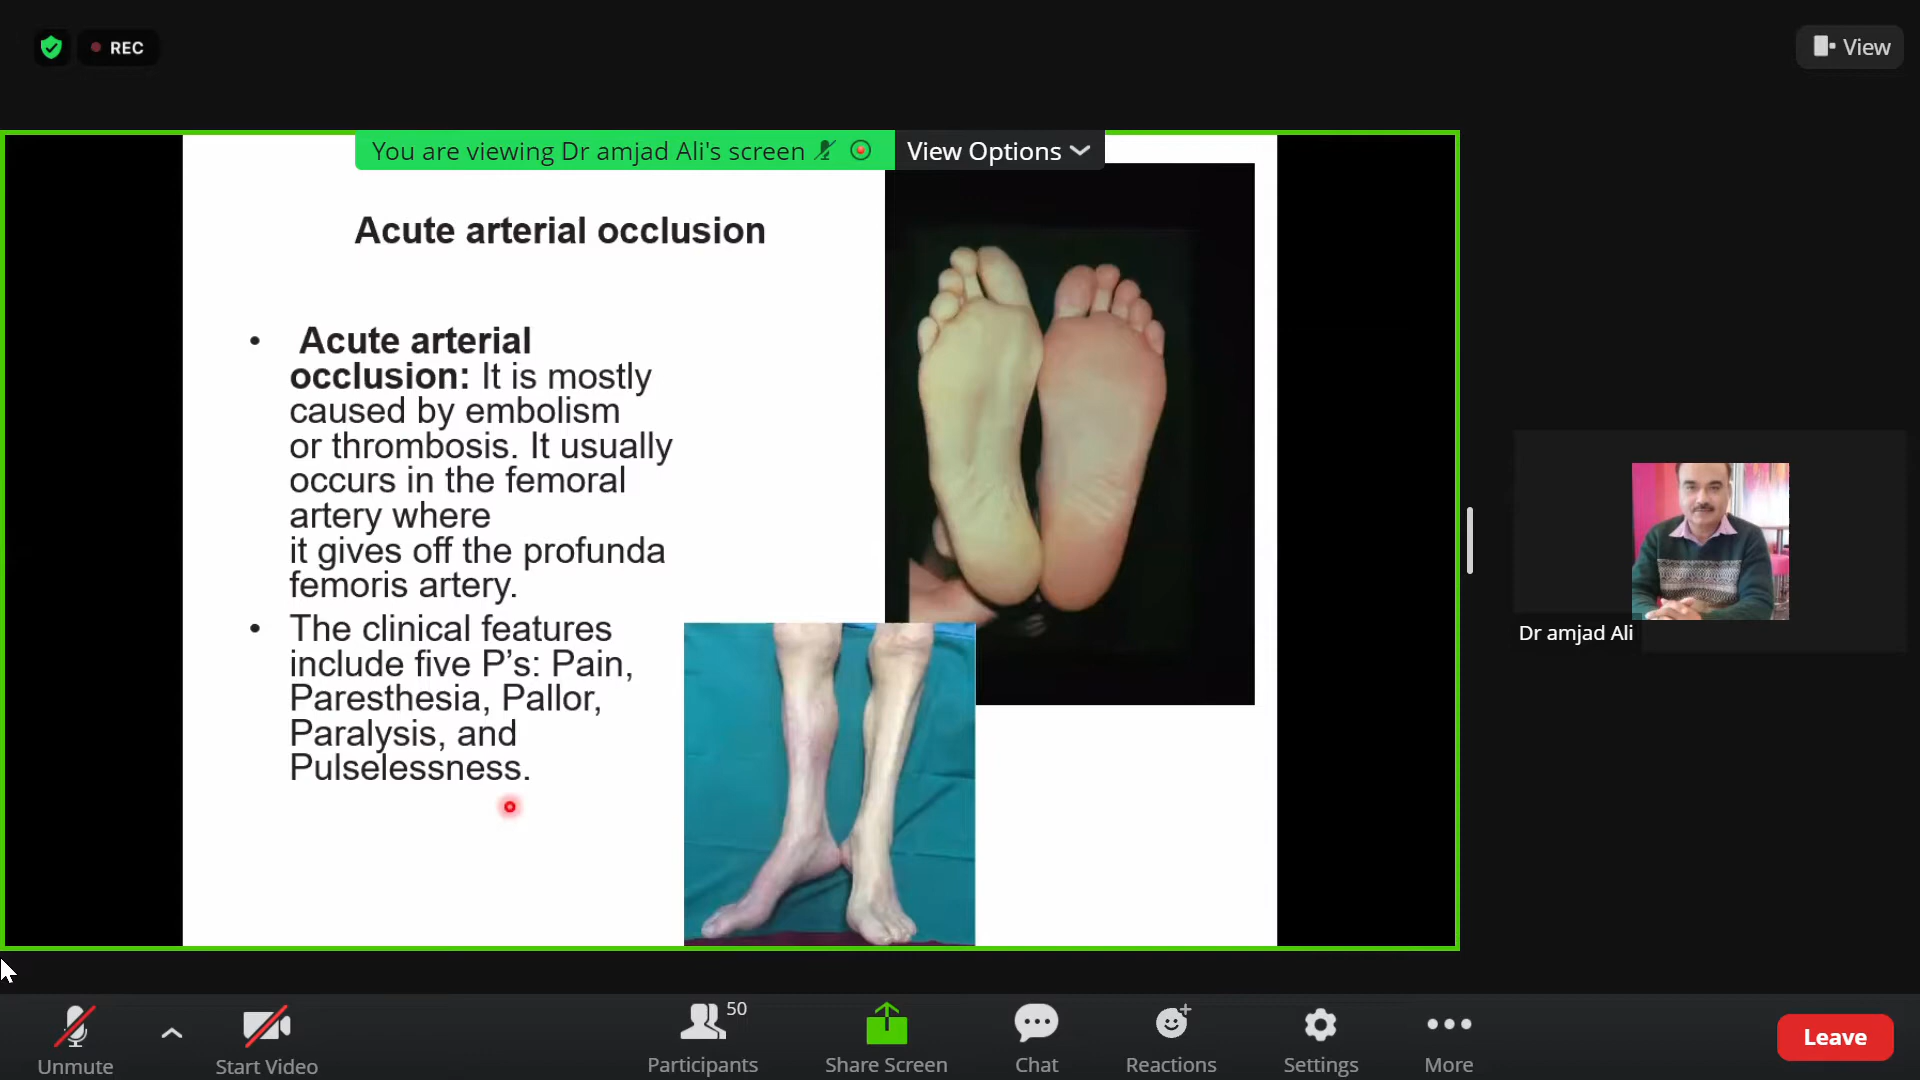 REC
View
You are viewing Dr amjad Ali's screen
View Options
Acute arterial occlusion
• Acute arterial
occlusion: It is mostly
caused by embolism
or thrombosis. It usually
occurs in the femoral
artery where
it gives off the profunda
femoris artery.
• The clinical features
include five P’s: Pain,
Paresthesia, Pallor,
Paralysis, and
Pulselessness.
Dr amjad Ali
Unmute
Start Video
50
Participants
Share Screen
Chat
Reactions
Settings
More
Leave